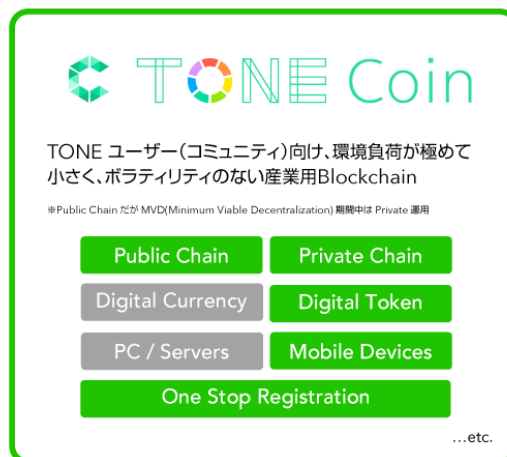 TONE Coin
TONE ユーザー（コミュニティ）向け、環境負荷が極めて
小さく、ボラティリティのない産業用Blockchain
※Public Chain だが MVD(Minimum Viable Decentralization) 期間中は Private 運用
Public Chain
Private Chain
Digital Currency
Digital Token
PC / Servers
Mobile Devices
One Stop Registration
…etc.